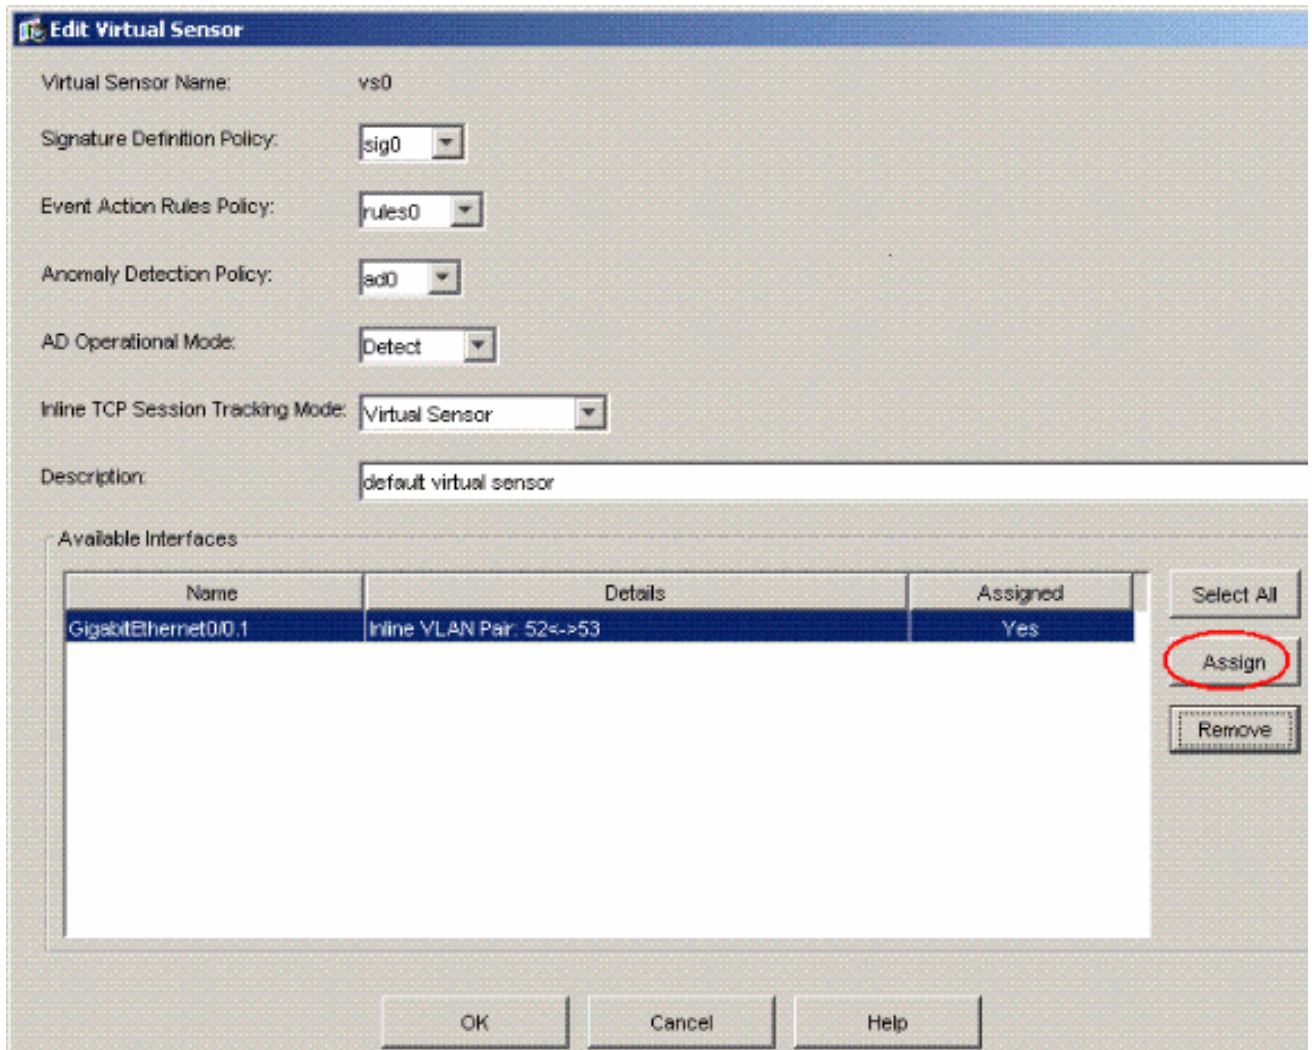 Edit Virtual Sensor
Virtual Sensor Name: vs0
Signature Definition Policy: sig0
Event Action Rules Policy: rules0
Anomaly Detection Policy: ad0
AD Operational Mode: Detect
Inline TCP Session Tracking Mode: Virtual Sensor
Description: default virtual sensor
Available Interfaces
Name Details Assigned
GigabitEthernet0/0.1 Inline VLAN Pair: 52<->53 Yes
Select All
Assign
Remove
OK Cancel Help